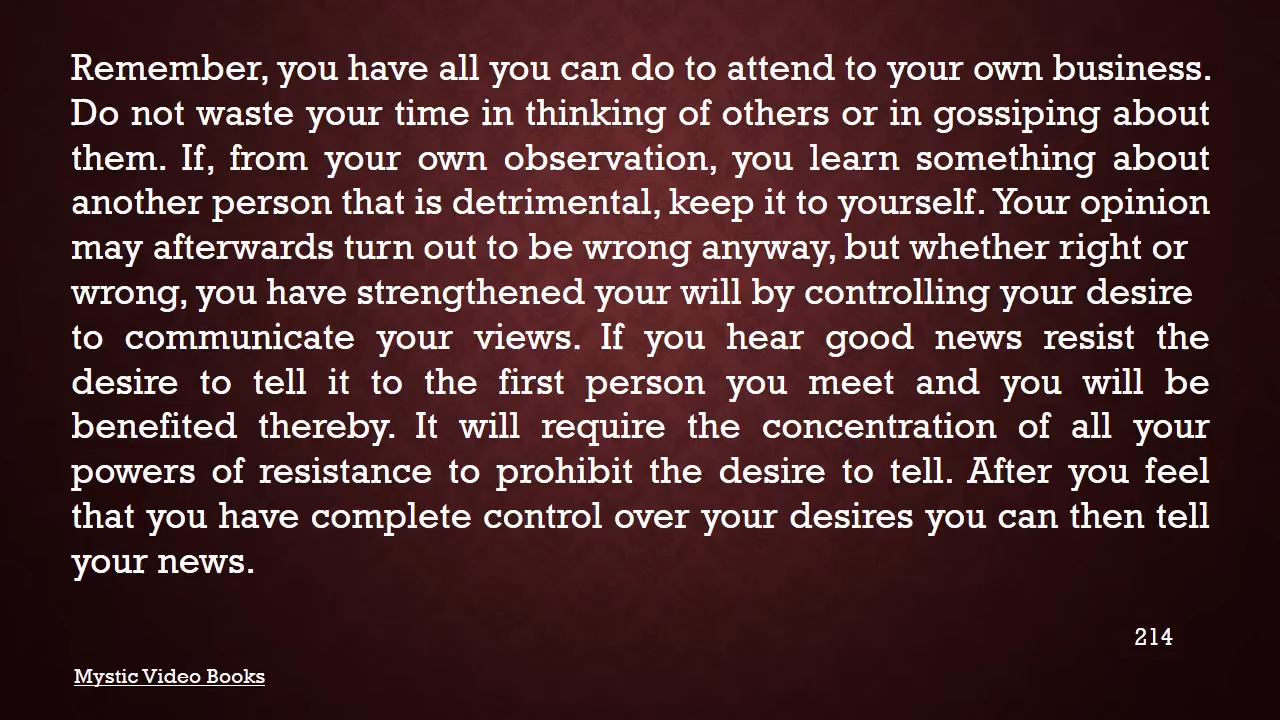 Remember, you have all you can do to attend to your own business.
Do not waste your time in thinking of others or in gossiping about
them. If, from your own observation, you learn something about
another person that is detrimental, keep it to yourself. Your opinion
may afterwards turn out to be wrong anyway, but whether right or
wrong, you have strengthened your will by controlling your desire
to communicate your views. If you hear good news resist the
desire to tell it to the first person you meet and you will be
benefited thereby. It will require the concentration of all your
powers of resistance to prohibit the desire to tell. After you feel
that you have complete control over your desires you can then tell
your news.
214
Mystic Video Books